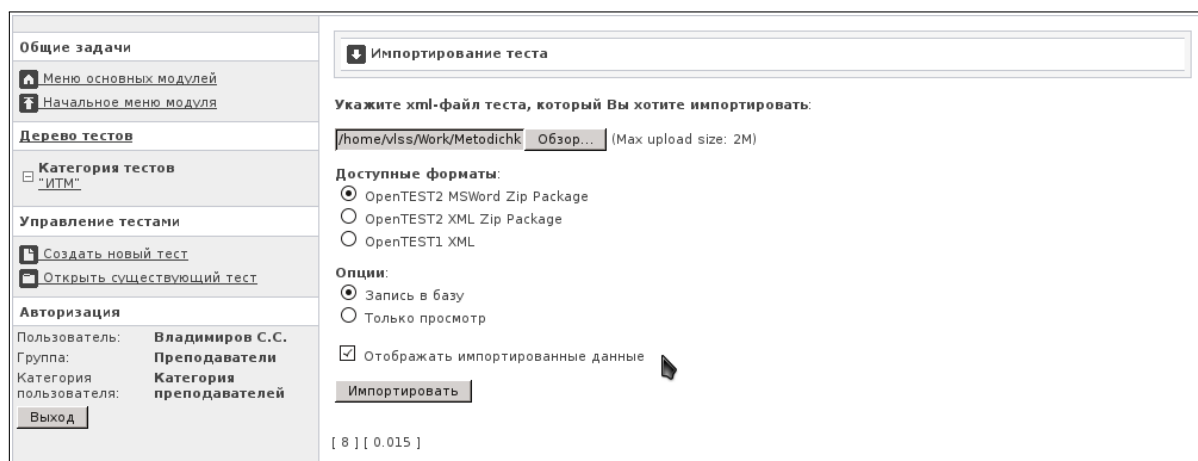 Общие задачи
Меню основных модулей
Начальное меню модуля
Дерево тестов
Категория тестов
"ИТМ"
Управление тестами
Создать новый тест
Открыть существующий тест
Авторизация
Пользователь: Владимиров С.С.
Группа: Преподаватели
Категория пользователя: Категория преподавателей
Выход
Импортирование теста
Укажите xml-файл теста, который Вы хотите импортировать:
/home/vlss/Work/Metodichk Обзор... (Max upload size: 2M)
Доступные форматы:
OpenTEST2 MSWord Zip Package
OpenTEST2 XML Zip Package
OpenTEST1 XML
Опции:
Запись в базу
Только просмотр
Отображать импортированные данные
Импортировать
[ 8 ] [ 0.015 ]